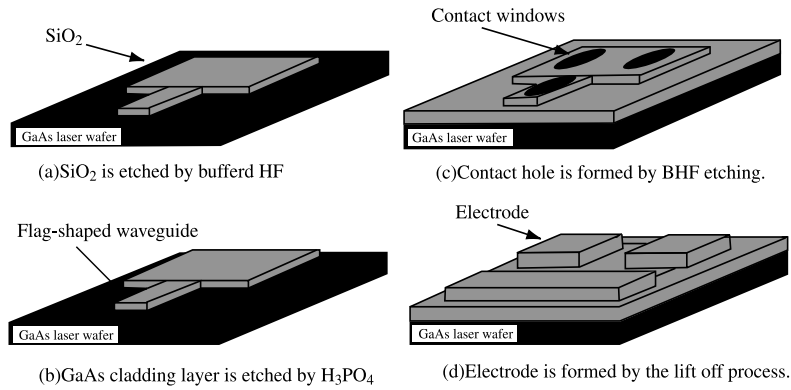 SiO2
GaAs laser wafer
(a)SiO2 is etched by bufferd HF
Flag-shaped waveguide
GaAs laser wafer
(b)GaAs cladding layer is etched by H3PO4
Contact windows
GaAs laser wafer
(c)Contact hole is formed by BHF etching.
Electrode
GaAs laser wafer
(d)Electrode is formed by the lift off process.